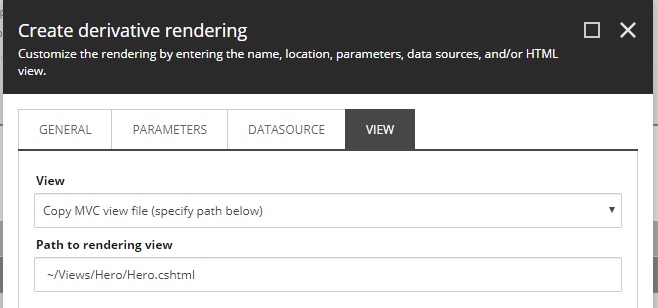 Create derivative rendering
Customize the rendering by entering the name, location, parameters, data sources, and/or HTML
view.
GENERAL PARAMETERS DATASOURCE VIEW
View
Copy MVC view file (specify path below)
Path to rendering view
~/Views/Hero/Hero.cshtml